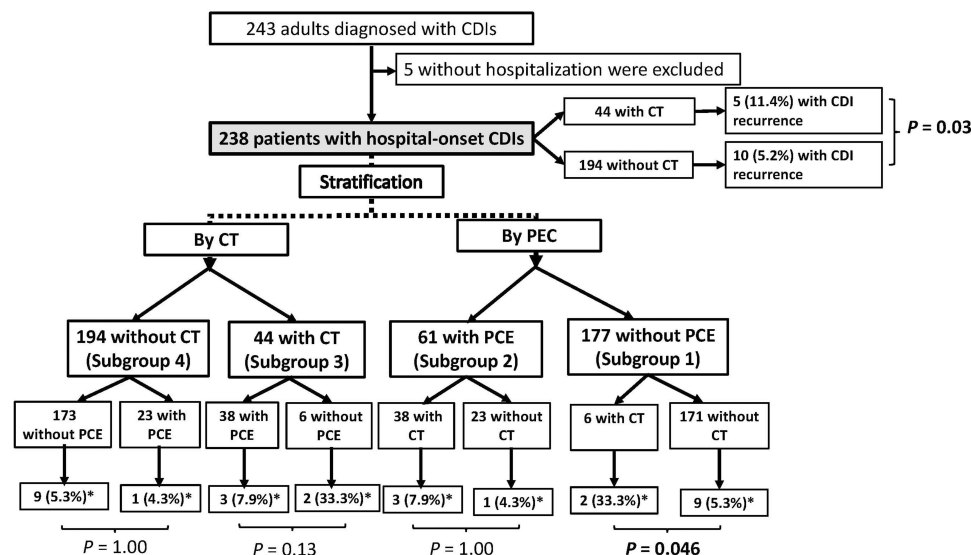 243 adults diagnosed with CDIs
5 without hospitalization were excluded
238 patients with hospital-onset CDIs
44 with CT
5 (11.4%) with CDI
recurrence
194 without CT
10 (5.2%) with CDI
recurrence
P = 0.03
Stratification
By CT
By PEC
194 without CT
(Subgroup 4)
44 with CT
(Subgroup 3)
61 with PCE
(Subgroup 2)
177 without PCE
(Subgroup 1)
173
without PCE
23 with
PCE
38 with
PCE
6 without
PCE
38 with
CT
23 without
CT
6 with CT
171 without
CT
9 (5.3%)*
1 (4.3%)*
3 (7.9%)*
2 (33.3%)*
3 (7.9%)*
1 (4.3%)*
2 (33.3%)*
9 (5.3%)*
P = 1.00
P = 0.13
P = 1.00
P = 0.046